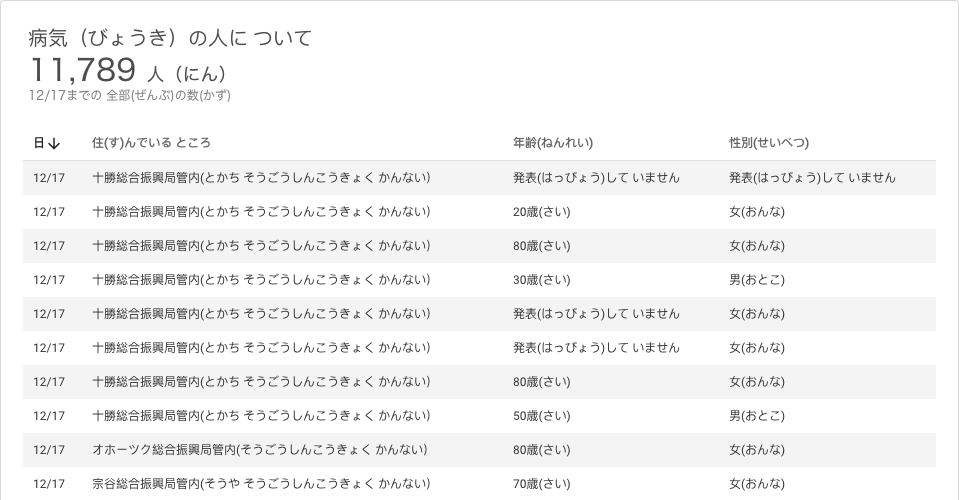 病気（びょうき）の人に ついて
11,789 人（にん）
12/17までの 全部(ぜんぶ)の数(かず)
日↓ 住(す)んでいる ところ 年齢(ねんれい) 性別(せいべつ)
12/17 十勝総合振興局管内(とかち そうごうしんこうきょく かんない) 発表(はっぴょう)して いません 発表(はっぴょう)して いません
12/17 十勝総合振興局管内(とかち そうごうしんこうきょく かんない) 20歳(さい) 女(おんな)
12/17 十勝総合振興局管内(とかち そうごうしんこうきょく かんない) 80歳(さい) 女(おんな)
12/17 十勝総合振興局管内(とかち そうごうしんこうきょく かんない) 30歳(さい) 男(おとこ)
12/17 十勝総合振興局管内(とかち そうごうしんこうきょく かんない) 発表(はっぴょう)して いません 女(おんな)
12/17 十勝総合振興局管内(とかち そうごうしんこうきょく かんない) 発表(はっぴょう)して いません 女(おんな)
12/17 十勝総合振興局管内(とかち そうごうしんこうきょく かんない) 80歳(さい) 女(おんな)
12/17 十勝総合振興局管内(とかち そうごうしんこうきょく かんない) 50歳(さい) 男(おとこ)
12/17 オホーツク総合振興局管内(そうごうしんこうきょく かんない) 80歳(さい) 女(おんな)
12/17 宗谷総合振興局管内(そうや そうごうしんこうきょく かんない) 70歳(さい) 女(おんな)